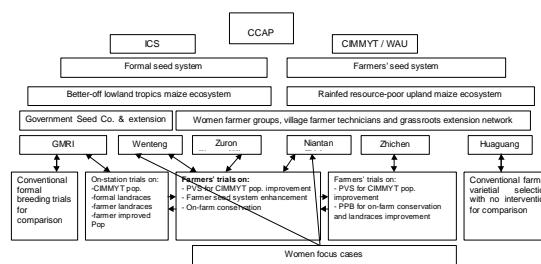 CCAP
ICS
CIMMYT / WAU
Formal seed system
Farmers' seed system
Better-off lowland tropics maize ecosystem
Rainfed resource-poor upland maize ecosystem
Government Seed Co. & extension
Women farmer groups, village farmer technicians and grassroots extension network
GMRI
Wenteng
Zuron
Niantan
Zhichen
Huaguang
Conventional
formal
breeding trials
for
comparison
On-station trials on:
-CIMMYT pop.
-formal landraces
-farmer landraces
-farmer improved
Pop
Farmers' trials on:
- PVS for CIMMYT pop. improvement
- Farmer seed system enhancement
- On-farm conservation
Farmers' trials on:
- PVS for CIMMYT pop.
improvement
- PPB for on-farm conservation
and landraces improvement
Conventional farm
varietal selection
with no intervention
for comparison
Women focus cases